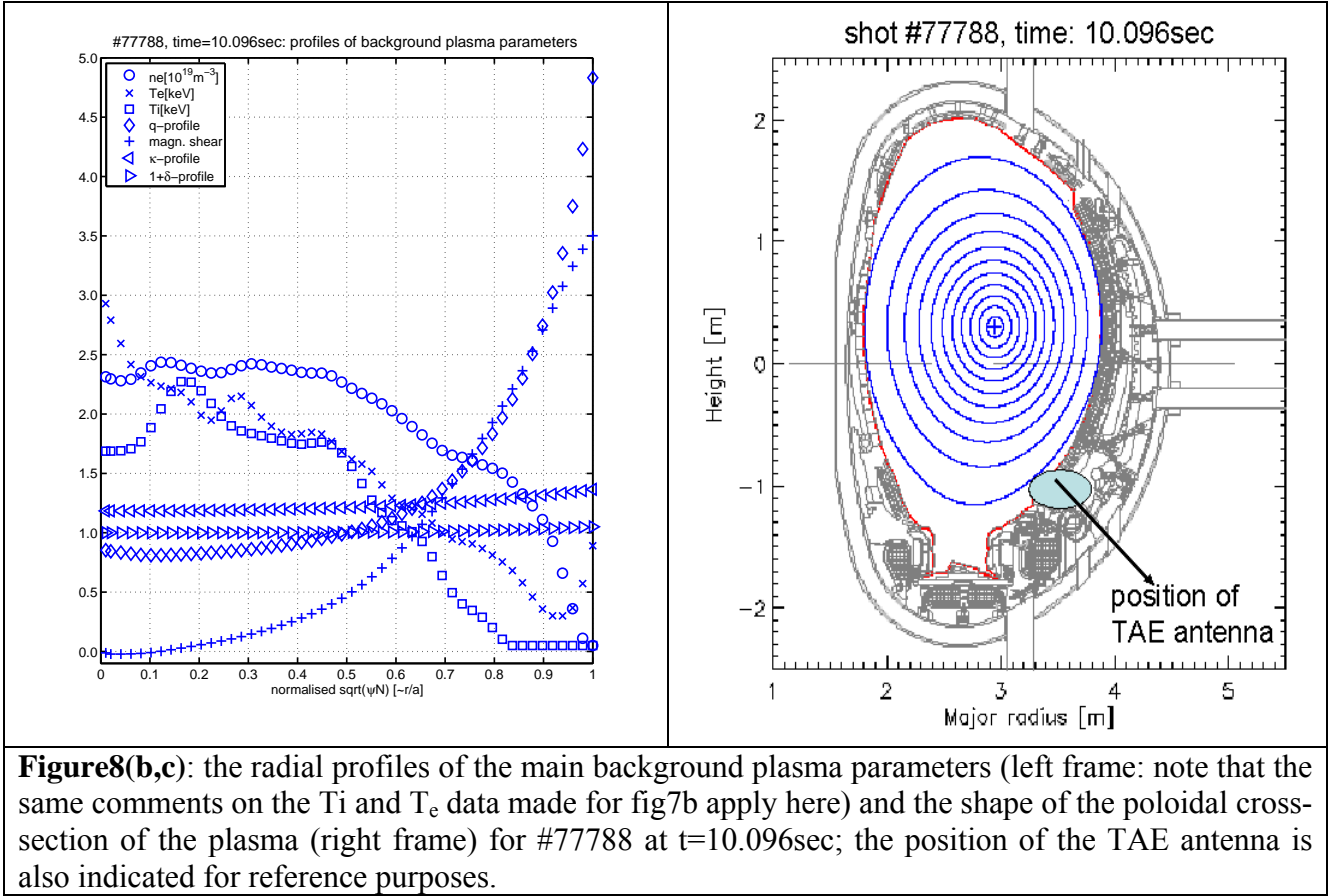 #77788, time=10.096sec: profiles of background plasma parameters
5.0
4.5
4.0
3.5
3.0
2.5
2.0
1.5
1.0
0.5
0.0
ne[10¹⁹m⁻³]
Te[keV]
Ti[keV]
q-profile
magn. shear
κ-profile
1+δ-profile
0 0.1 0.2 0.3 0.4 0.5 0.6 0.7 0.8 0.9 1
normalised sqrt(ψN) [~r/a]
shot #77788, time: 10.096sec
2
1
0
-1
-2
Height [m]
position of
TAE antenna
1 2 3 4 5
Major radius [m]
Figure8(b,c): the radial profiles of the main background plasma parameters (left frame: note that the
same comments on the Ti and Tₑ data made for fig7b apply here) and the shape of the poloidal cross-
section of the plasma (right frame) for #77788 at t=10.096sec; the position of the TAE antenna is
also indicated for reference purposes.